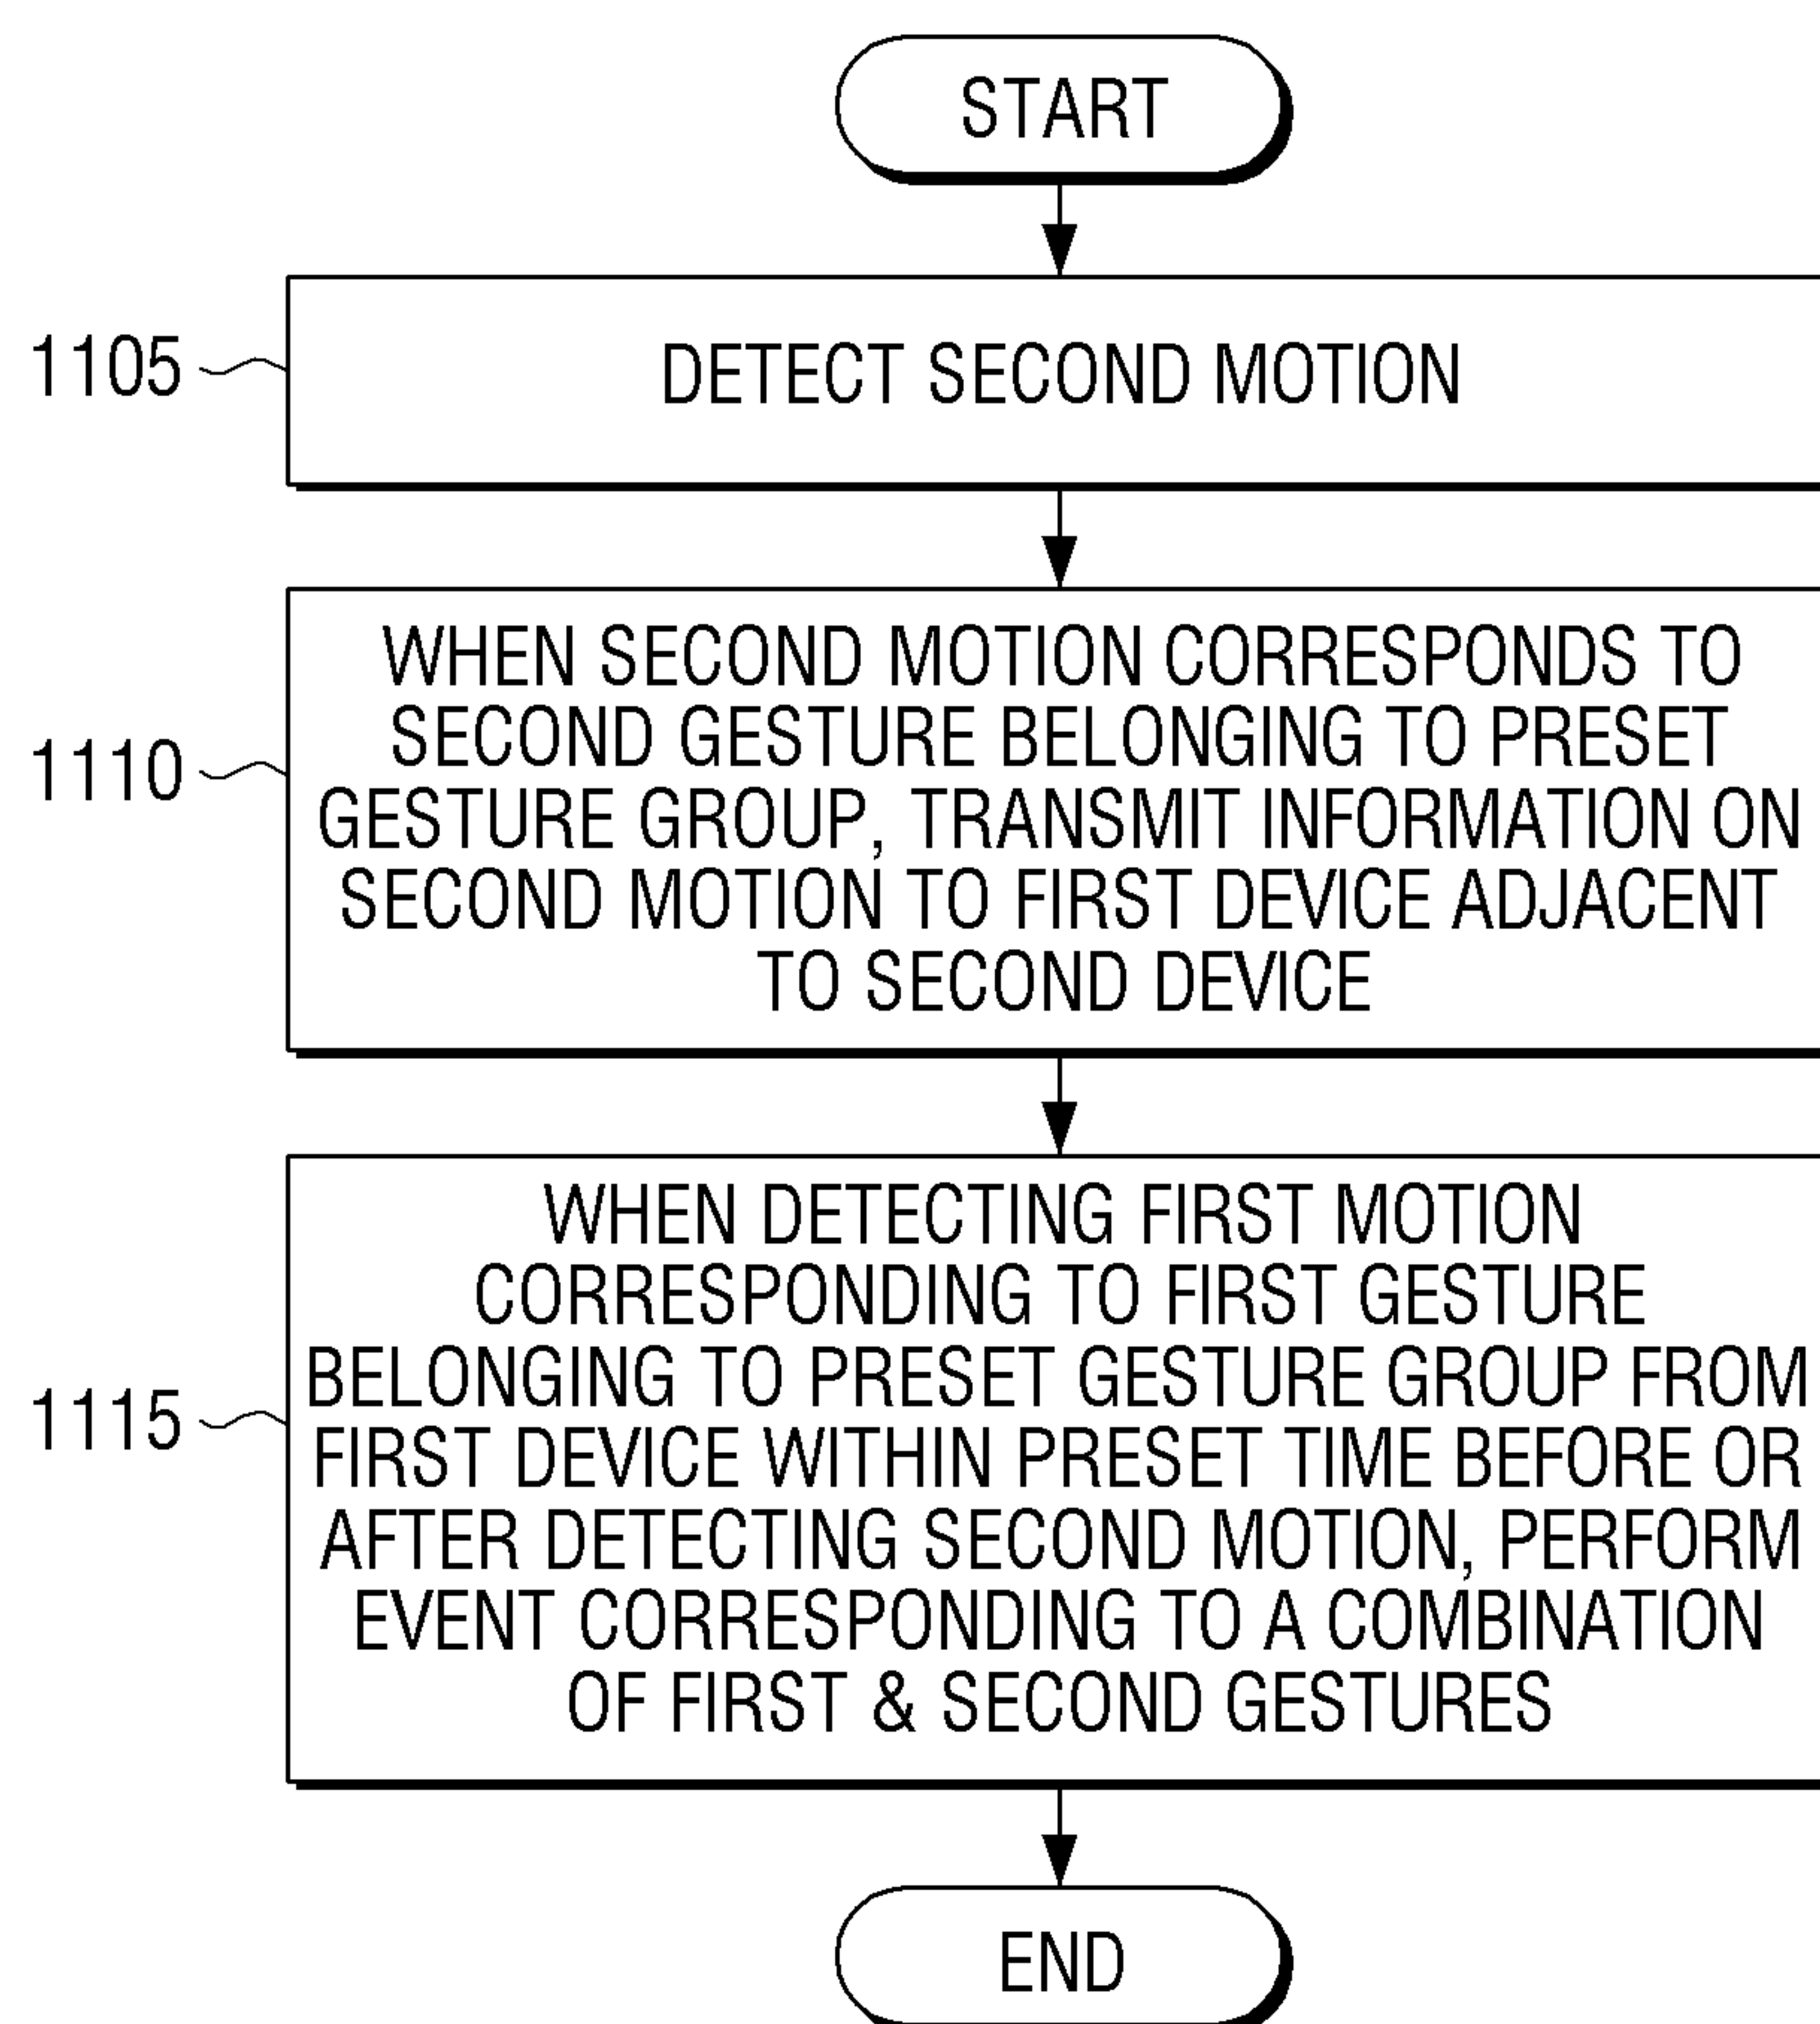 START
1105
DETECT SECOND MOTION
1110
WHEN SECOND MOTION CORRESPONDS TO
SECOND GESTURE BELONGING TO PRESET
GESTURE GROUP, TRANSMIT INFORMATION ON
SECOND MOTION TO FIRST DEVICE ADJACENT
TO SECOND DEVICE
1115
WHEN DETECTING FIRST MOTION
CORRESPONDING TO FIRST GESTURE
BELONGING TO PRESET GESTURE GROUP FROM
FIRST DEVICE WITHIN PRESET TIME BEFORE OR
AFTER DETECTING SECOND MOTION, PERFORM
EVENT CORRESPONDING TO A COMBINATION
OF FIRST & SECOND GESTURES
END